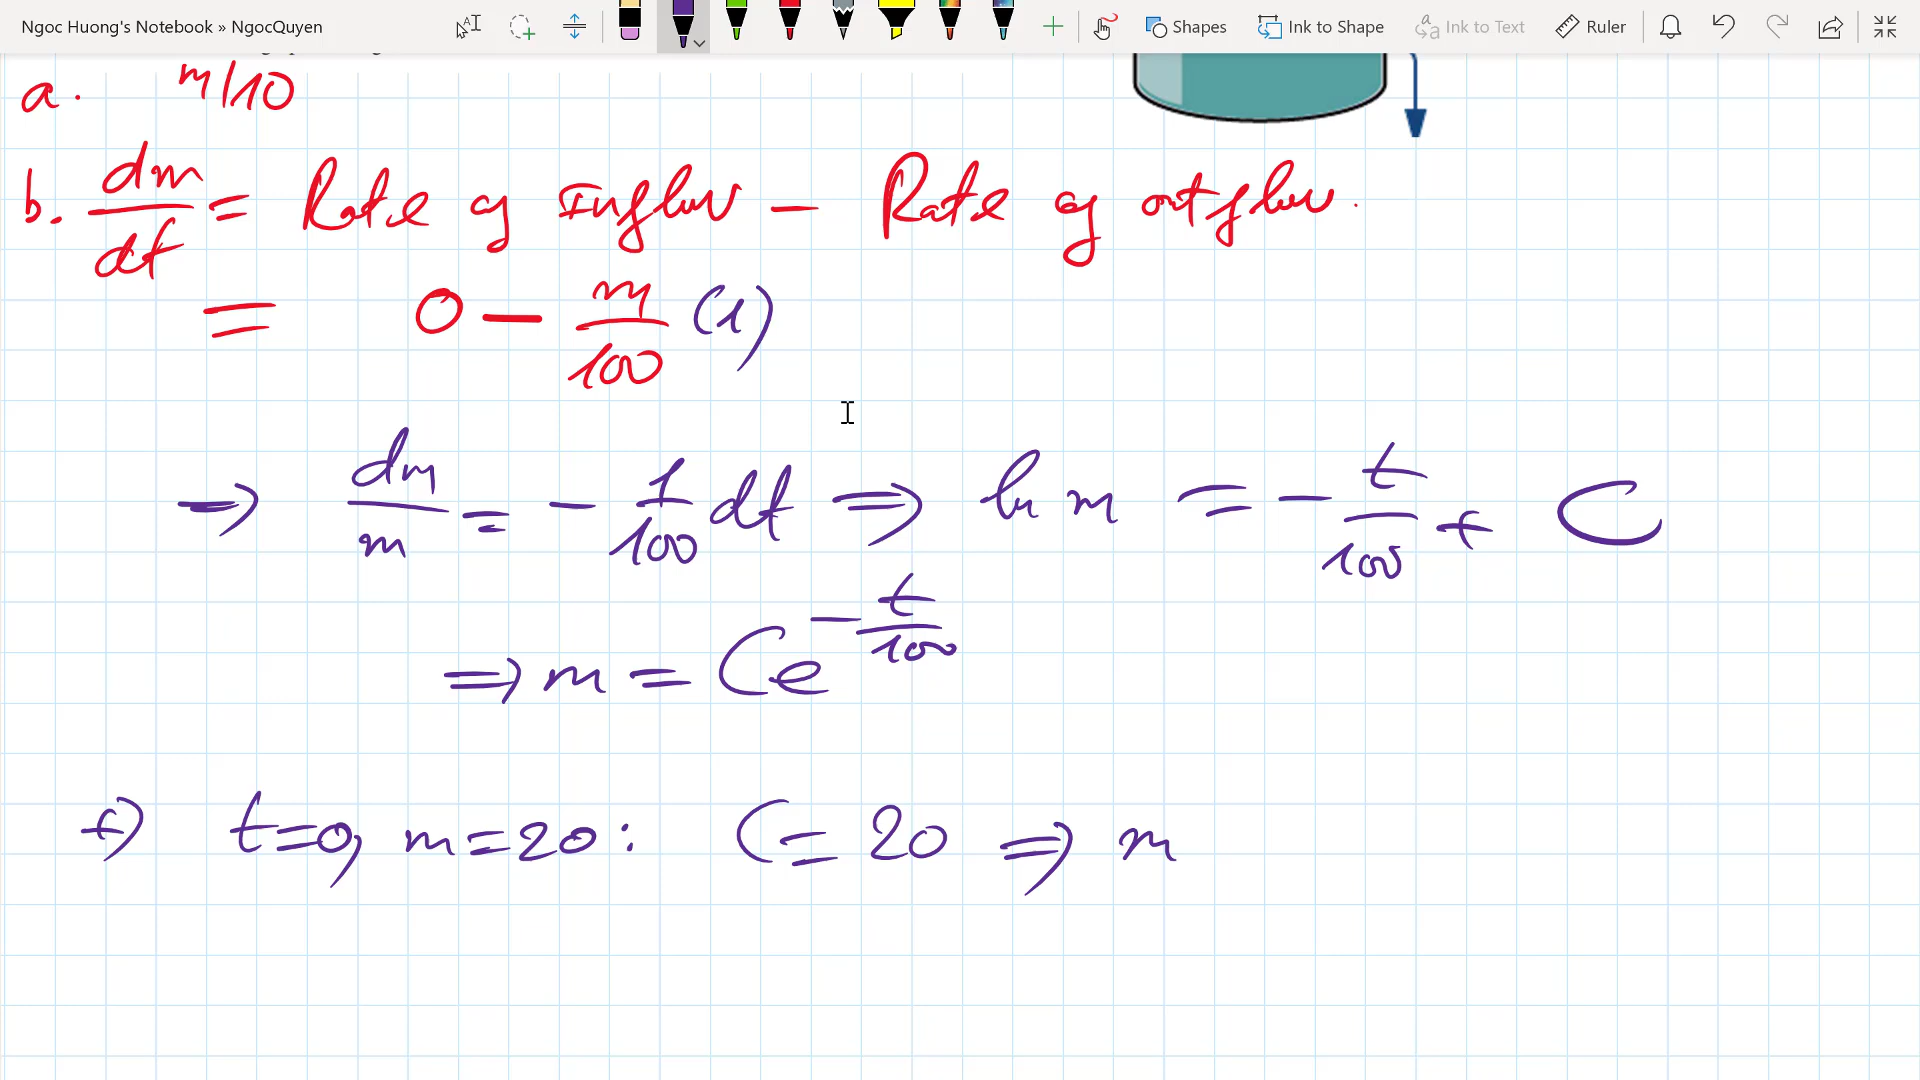 Ngoc Huong's Notebook » NgocQuyen Shapes Ink to Shape Ink to Text Ruler
a. m/10
b. dm/dt = Rate of Inflow − Rate of outflow.
= 0 − m/100 (1)
⇒ dm/m = − 1/100 dt ⇒ ln m = − t/100 + C
⇒ m = Ce^(−t/100)
+) t=0, m=20: C = 20 ⇒ m